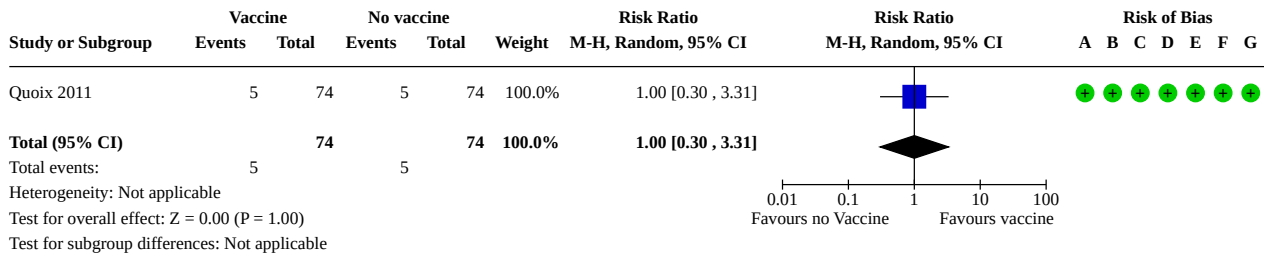 Vaccine No vaccine Risk Ratio Risk Ratio Risk of Bias
Study or Subgroup Events Total Events Total Weight M-H, Random, 95% CI M-H, Random, 95% CI A B C D E F G
Quoix 2011 5 74 5 74 100.0% 1.00 [0.30 , 3.31] + + + + + + +
Total (95% CI) 74 74 100.0% 1.00 [0.30 , 3.31]
Total events: 5 5
Heterogeneity: Not applicable
0.01 0.1 1 10 100
Test for overall effect: Z = 0.00 (P = 1.00) Favours no Vaccine Favours vaccine
Test for subgroup differences: Not applicable